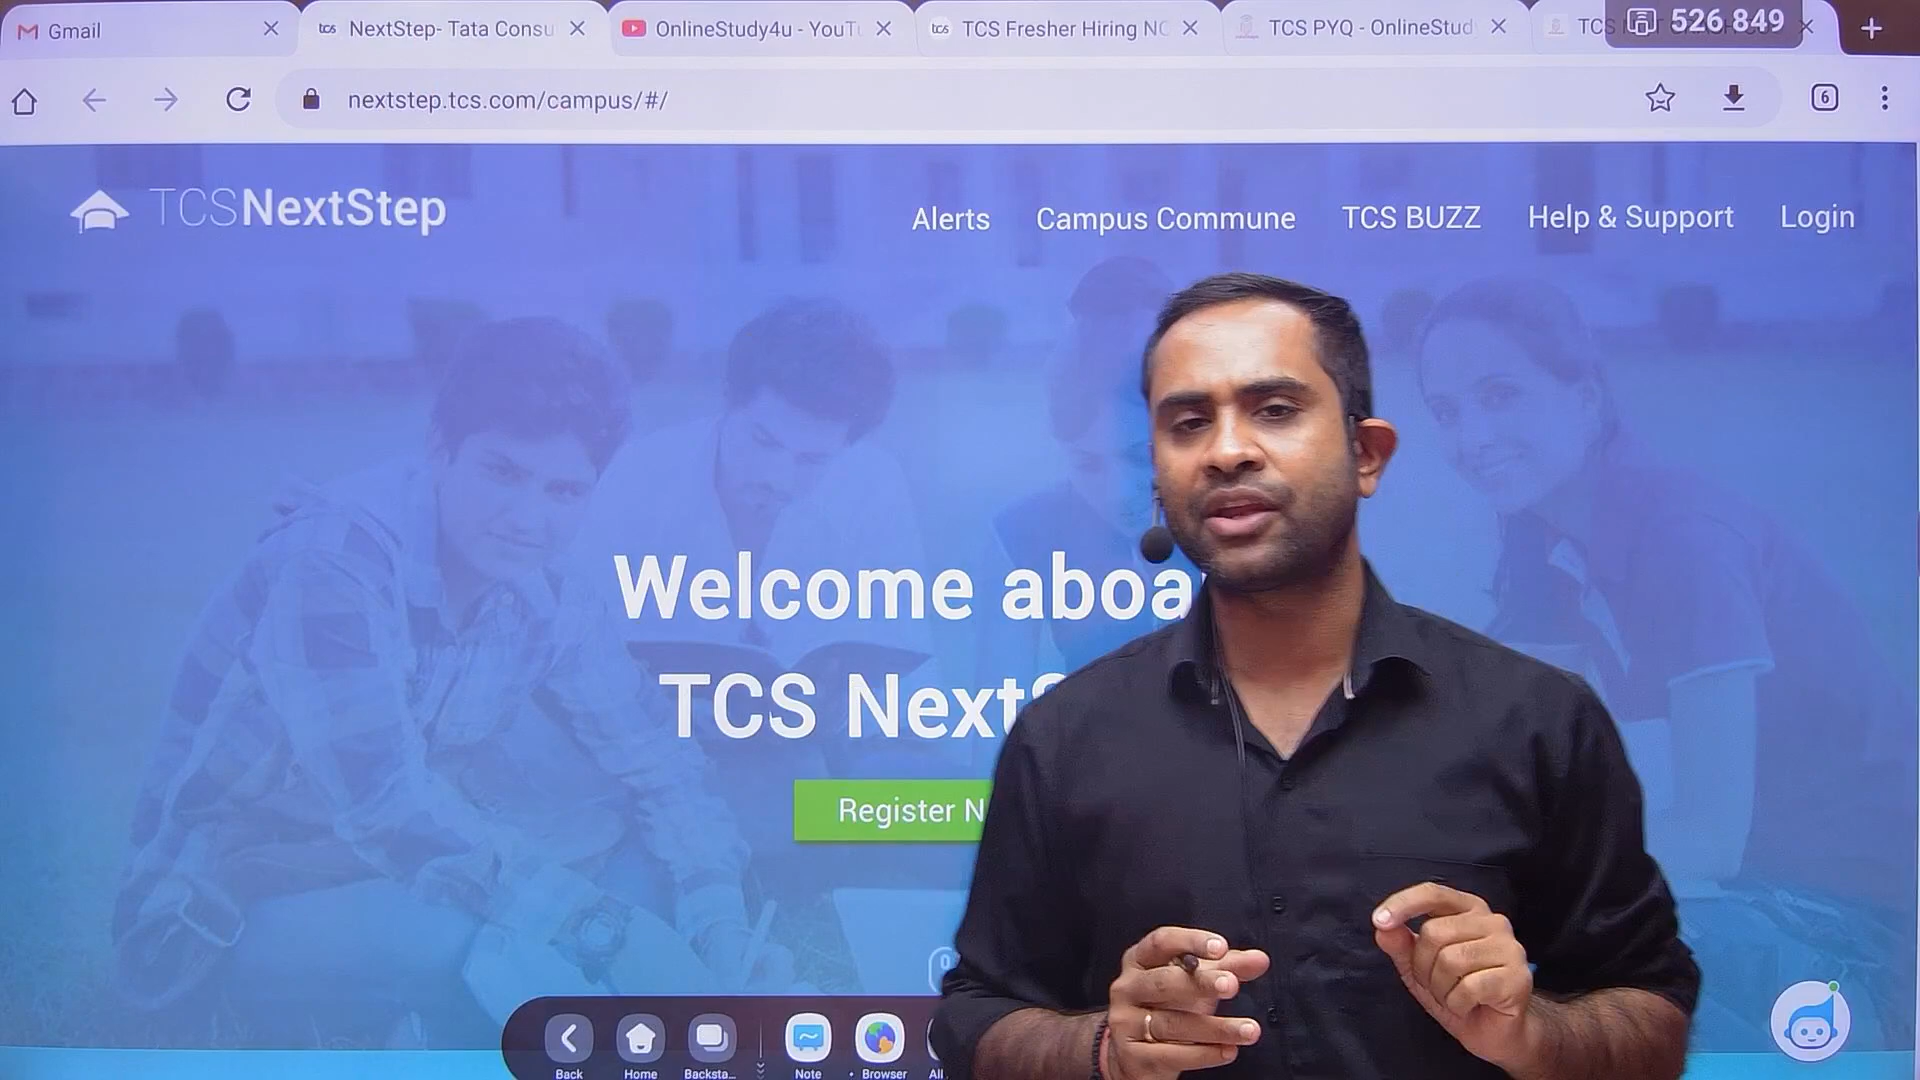 Gmail
NextStep- Tata Consu
OnlineStudy4u - YouTu
TCS Fresher Hiring NQ
TCS PYQ - OnlineStud
TCS
526 849
nextstep.tcs.com/campus/#/
6
TCSNextStep
Alerts
Campus Commune
TCS BUZZ
Help & Support
Login
Welcome aboa
TCS Next
Register N
Back
Home
Backsta...
Note
Browser
All